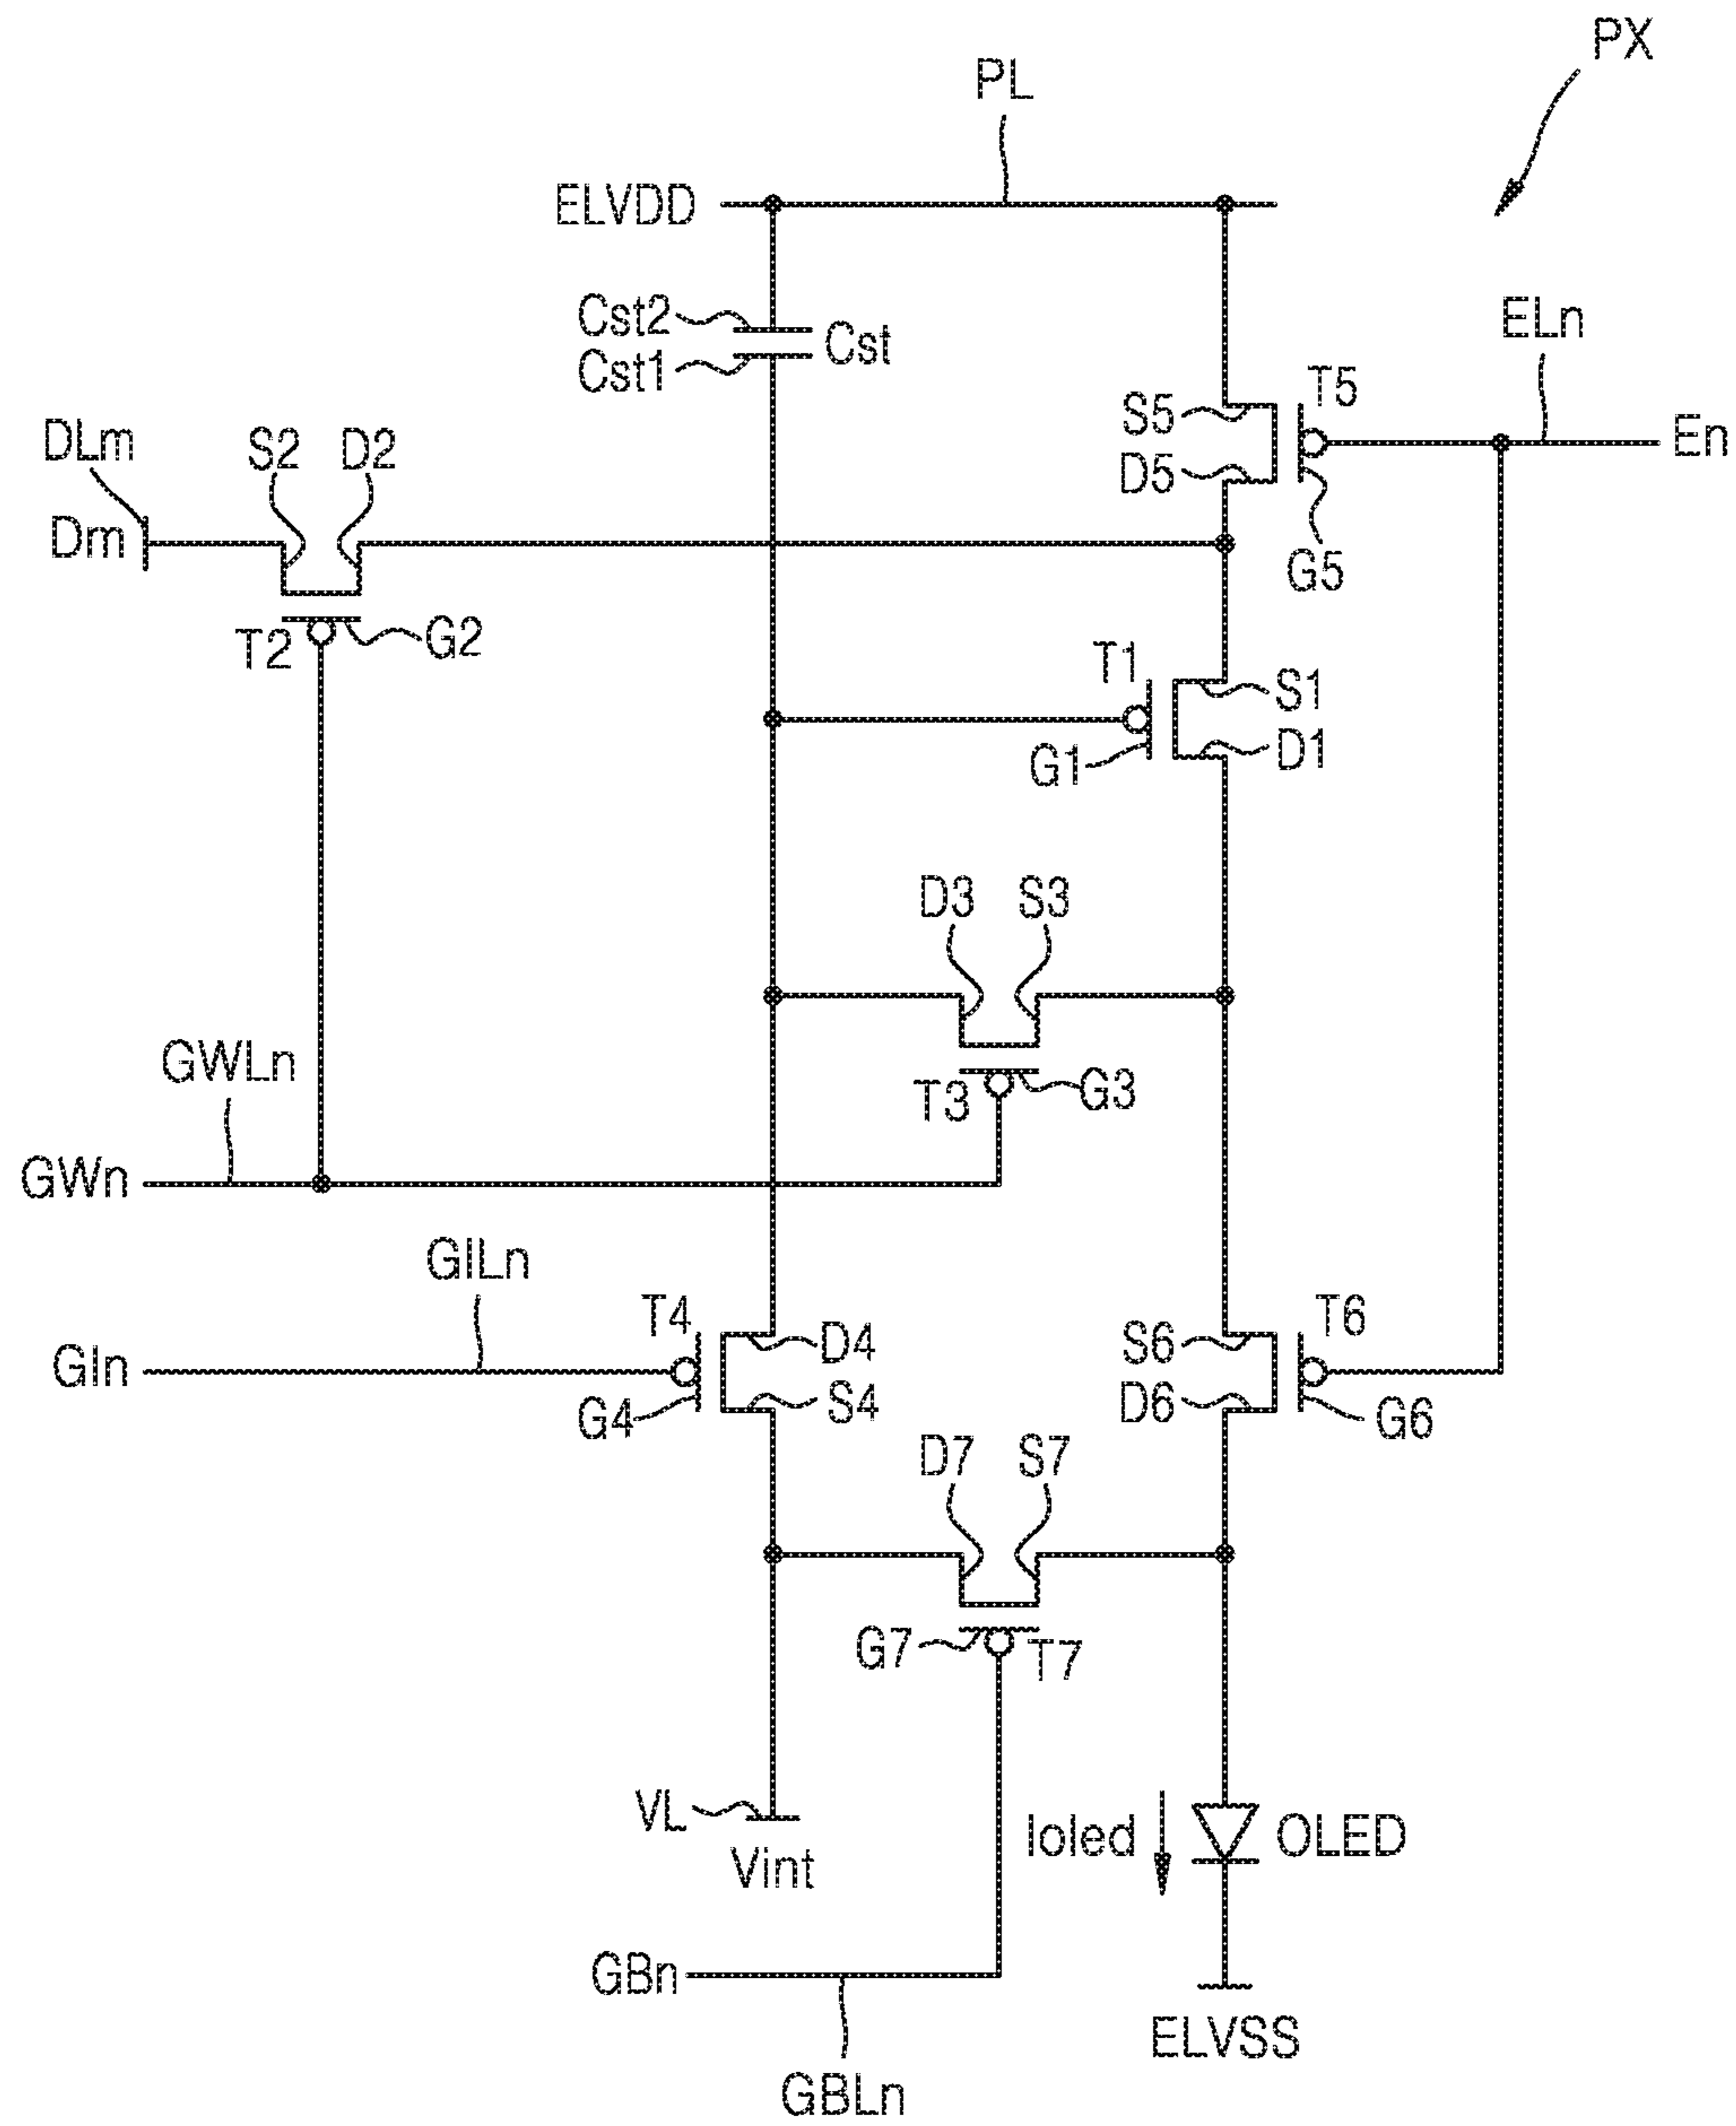 PX
PL
ELVDD
Cst2
Cst
Cst1
ELn
T5
S5
En
D5
G5
DLm
S2
D2
Dm
T2
G2
T1
S1
G1
D1
D3
S3
GWLn
T3
G3
GWn
GILn
T4
D4
S6
T6
GIn
G4
S4
D6
G6
D7
S7
G7
T7
VL
Vint
Ioled
OLED
GBn
ELVSS
GBLn